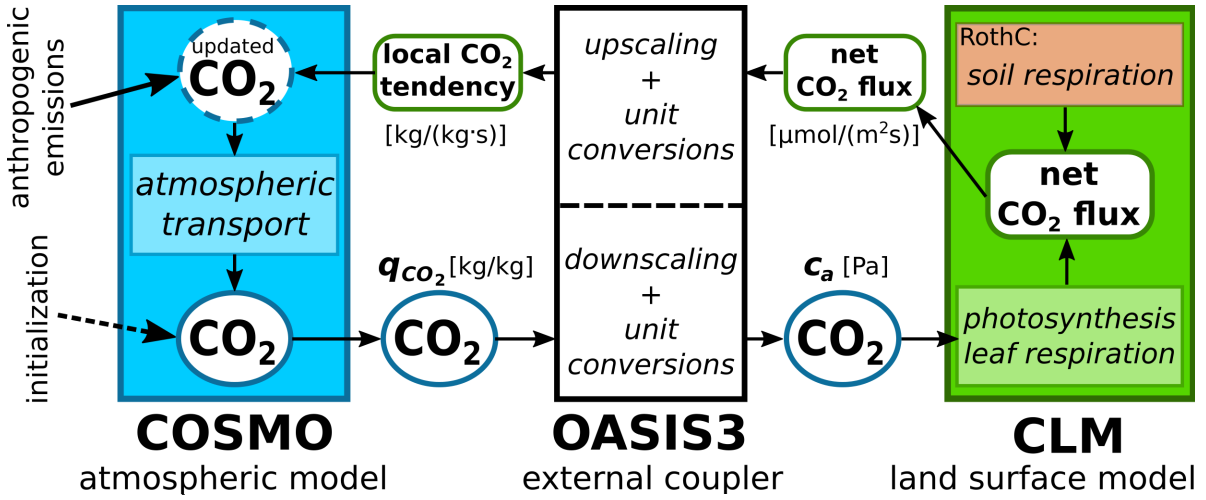 anthropogenic
emissions
initialization
updated
CO₂
atmospheric
transport
CO₂
COSMO
atmospheric model
local CO₂
tendency
[kg/(kg·s)]
q_CO₂ [kg/kg]
CO₂
upscaling
+
unit
conversions
downscaling
+
unit
conversions
OASIS3
external coupler
net
CO₂ flux
[μmol/(m²s)]
cₐ [Pa]
CO₂
RothC:
soil respiration
net
CO₂ flux
photosynthesis
leaf respiration
CLM
land surface model